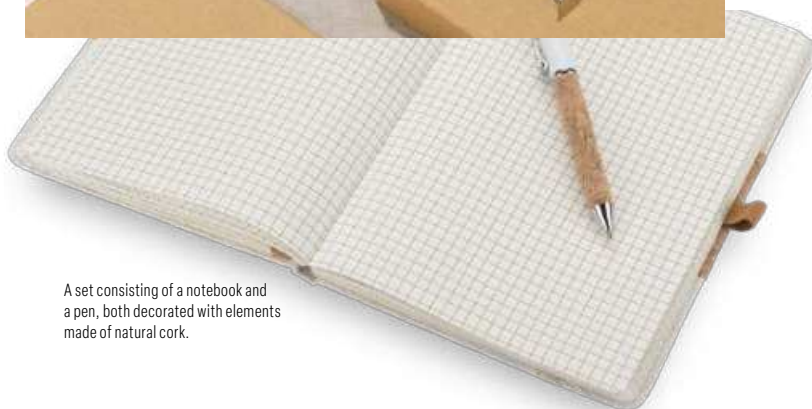 A set consisting of a notebook and
a pen, both decorated with elements
made of natural cork.